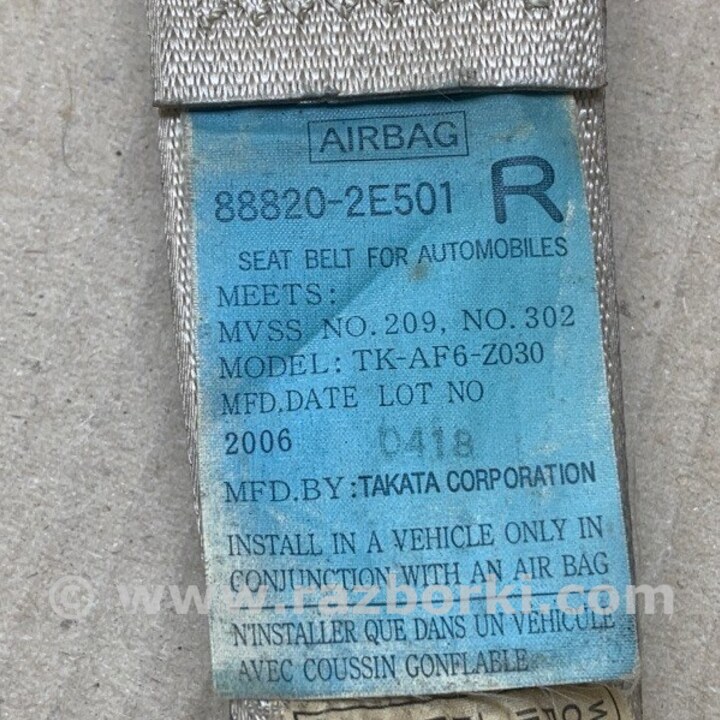 AIRBAG
88820-2E501 R
SEAT BELT FOR AUTOMOBILES
MEETS:
MVSS NO.209, NO.302
MODEL: TK-AF6-Z030
MFD.DATE LOT NO
2006 0418
MFD.BY:TAKATA CORPORATION
INSTALL IN A VEHICLE ONLY IN
CONJUNCTION WITH AN AIR BAG
© www.razborki.com
N'INSTALLER QUE DANS UN VEHICULE
AVEC COUSSIN GONFLABLE